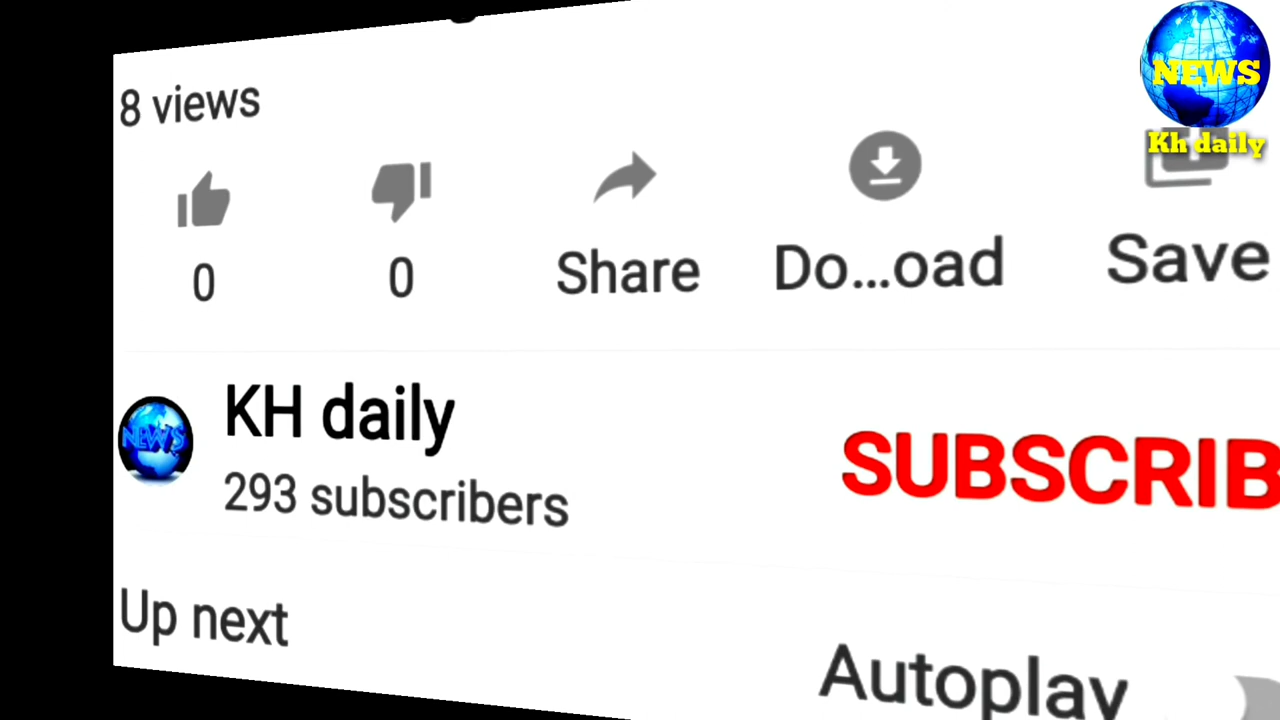 8 views
NEWS
Kh daily
0
0
Share
Do...oad
Save
KH daily
293 subscribers
NEWS
SUBSCRIB
Up next
Autoplay